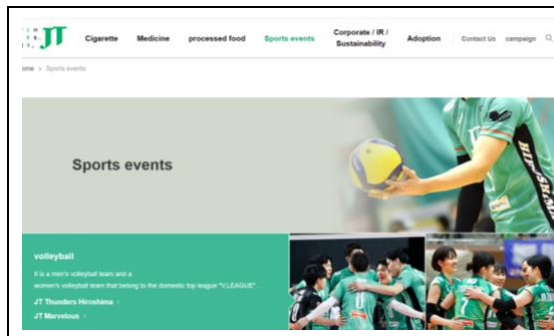 JT
Cigarette
Medicine
processed food
Sports events
Corporate / IR /
Sustainability
Adoption
Contact Us
campaign
> Sports events
Sports events
volleyball
It is a men's volleyball team and a
women's volleyball team that belong to the domestic top league "V.LEAGUE" .
JT Thunders Hiroshima ›
JT Marvelous ›